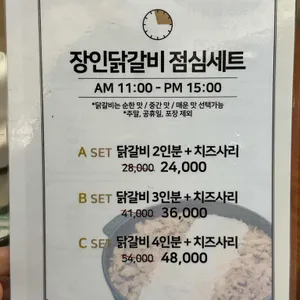 장인닭갈비 점심세트
AM 11:00 - PM 15:00
*닭갈비는 순한 맛 / 중간 맛 / 매운 맛 선택가능
*주말, 공휴일, 포장 제외
A SET 닭갈비 2인분 + 치즈사리
28,000 24,000
B SET 닭갈비 3인분 + 치즈사리
41,000 36,000
C SET 닭갈비 4인분 + 치즈사리
54,000 48,000